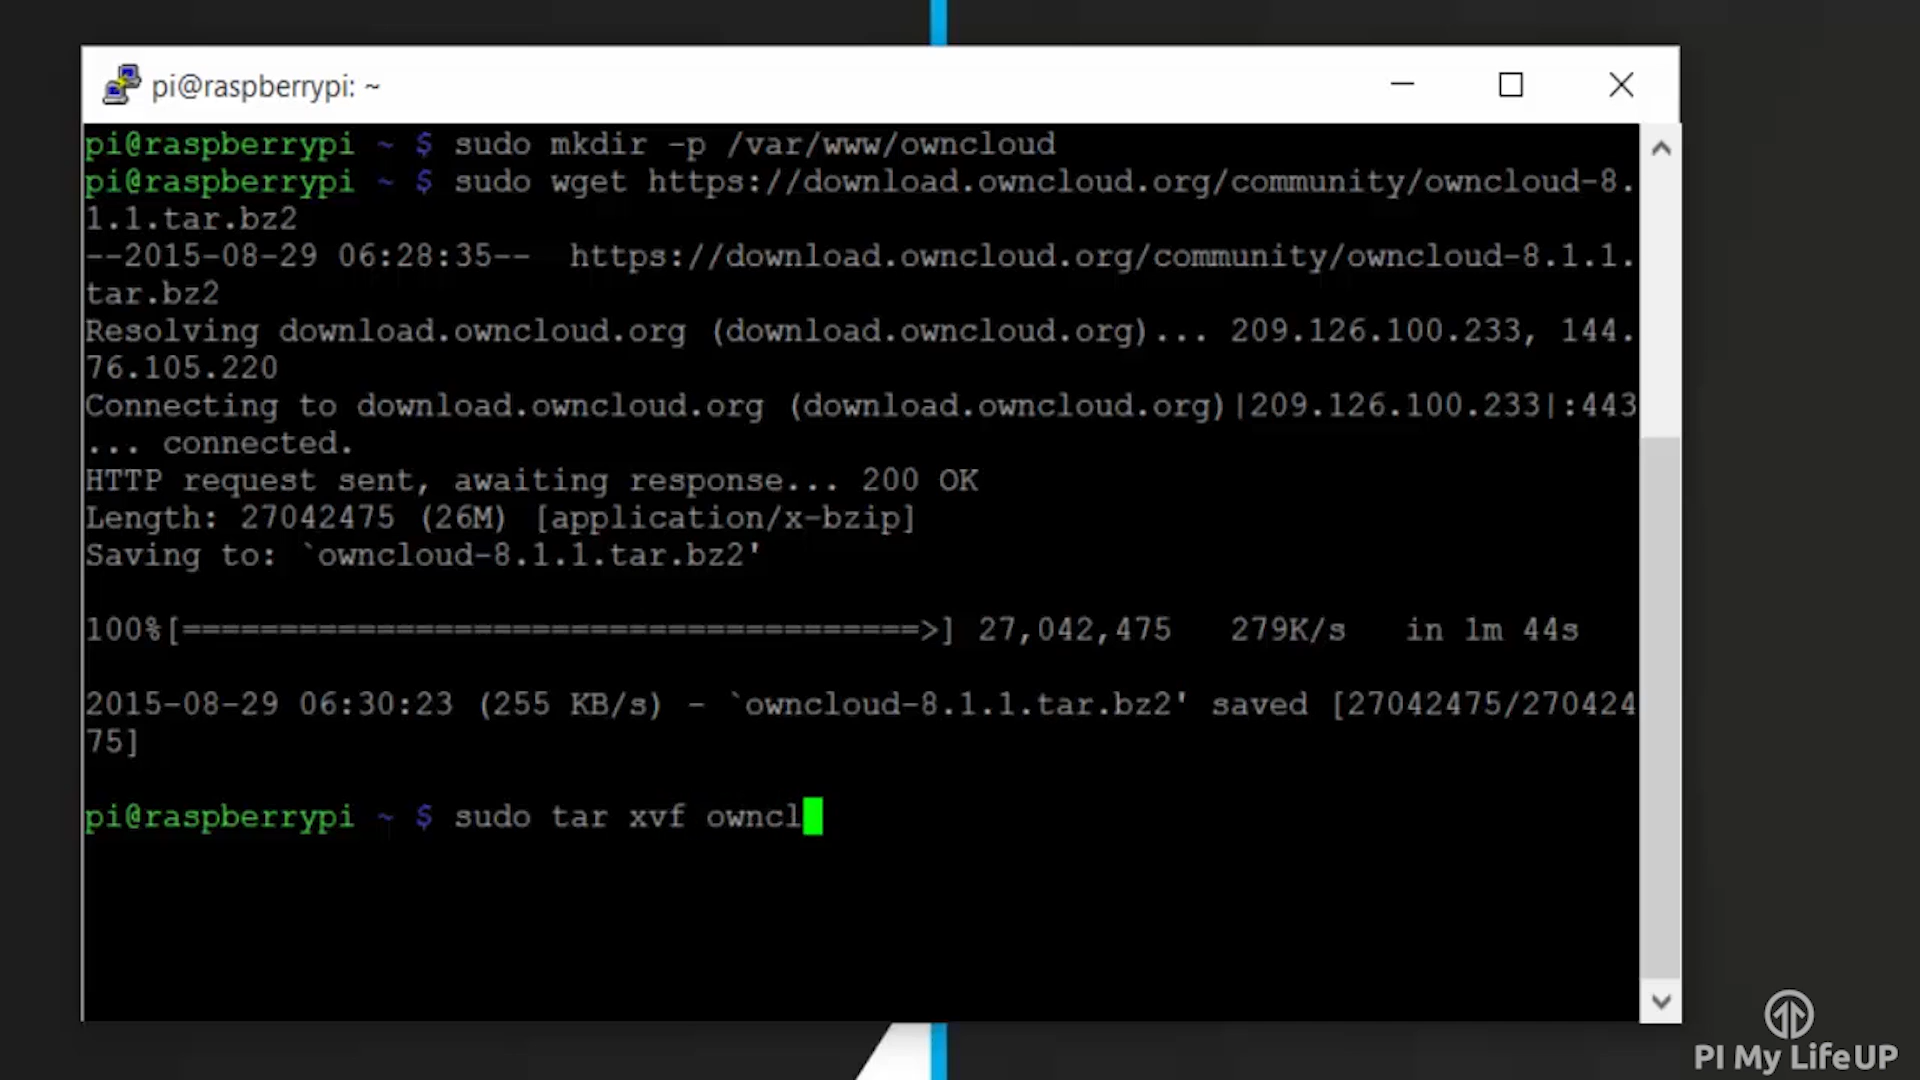 pi@raspberrypi: ~
pi@raspberrypi ~ $ sudo mkdir -p /var/www/owncloud
pi@raspberrypi ~ $ sudo wget https://download.owncloud.org/community/owncloud-8.
1.1.tar.bz2
--2015-08-29 06:28:35--  https://download.owncloud.org/community/owncloud-8.1.1.
tar.bz2
Resolving download.owncloud.org (download.owncloud.org)... 209.126.100.233, 144.
76.105.220
Connecting to download.owncloud.org (download.owncloud.org)|209.126.100.233|:443
... connected.
HTTP request sent, awaiting response... 200 OK
Length: 27042475 (26M) [application/x-bzip]
Saving to: `owncloud-8.1.1.tar.bz2'
100%[======================================>] 27,042,475   279K/s   in 1m 44s
2015-08-29 06:30:23 (255 KB/s) - `owncloud-8.1.1.tar.bz2' saved [27042475/270424
75]
pi@raspberrypi ~ $ sudo tar xvf owncl
PI My LifeUP